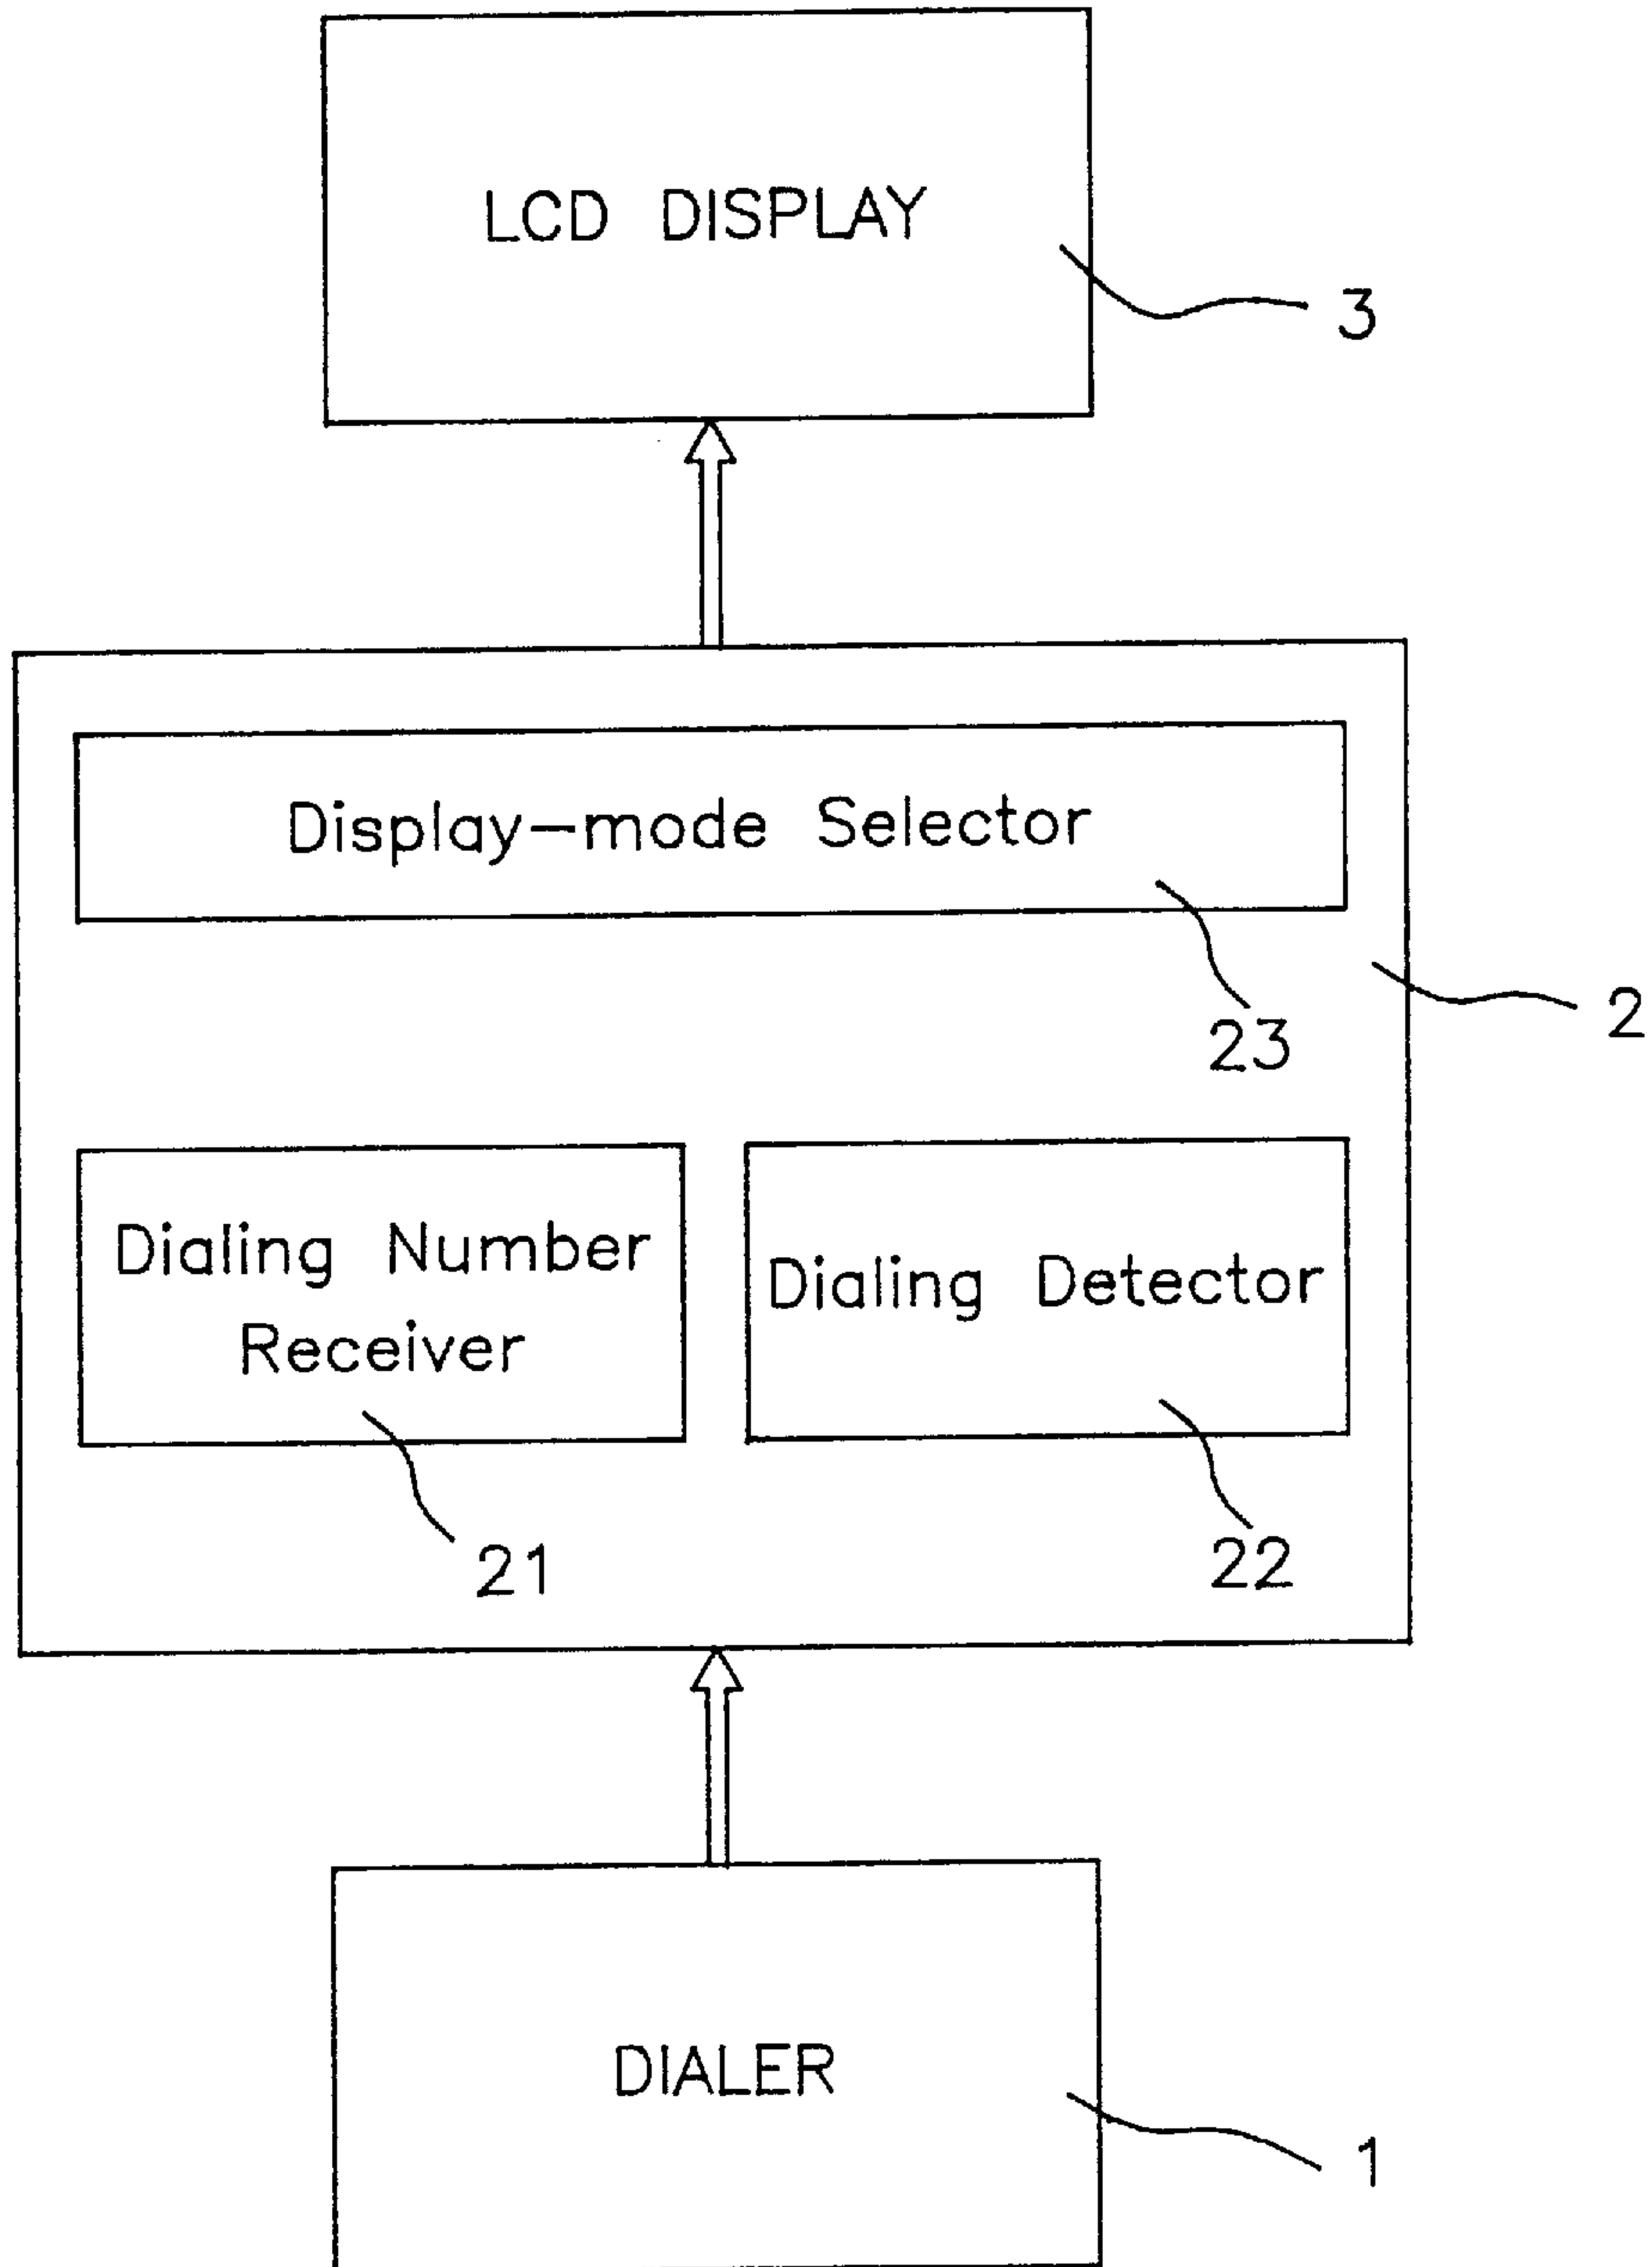 LCD DISPLAY
3
Display-mode Selector
23
2
Dialing Number
Receiver
21
Dialing Detector
22
DIALER
1